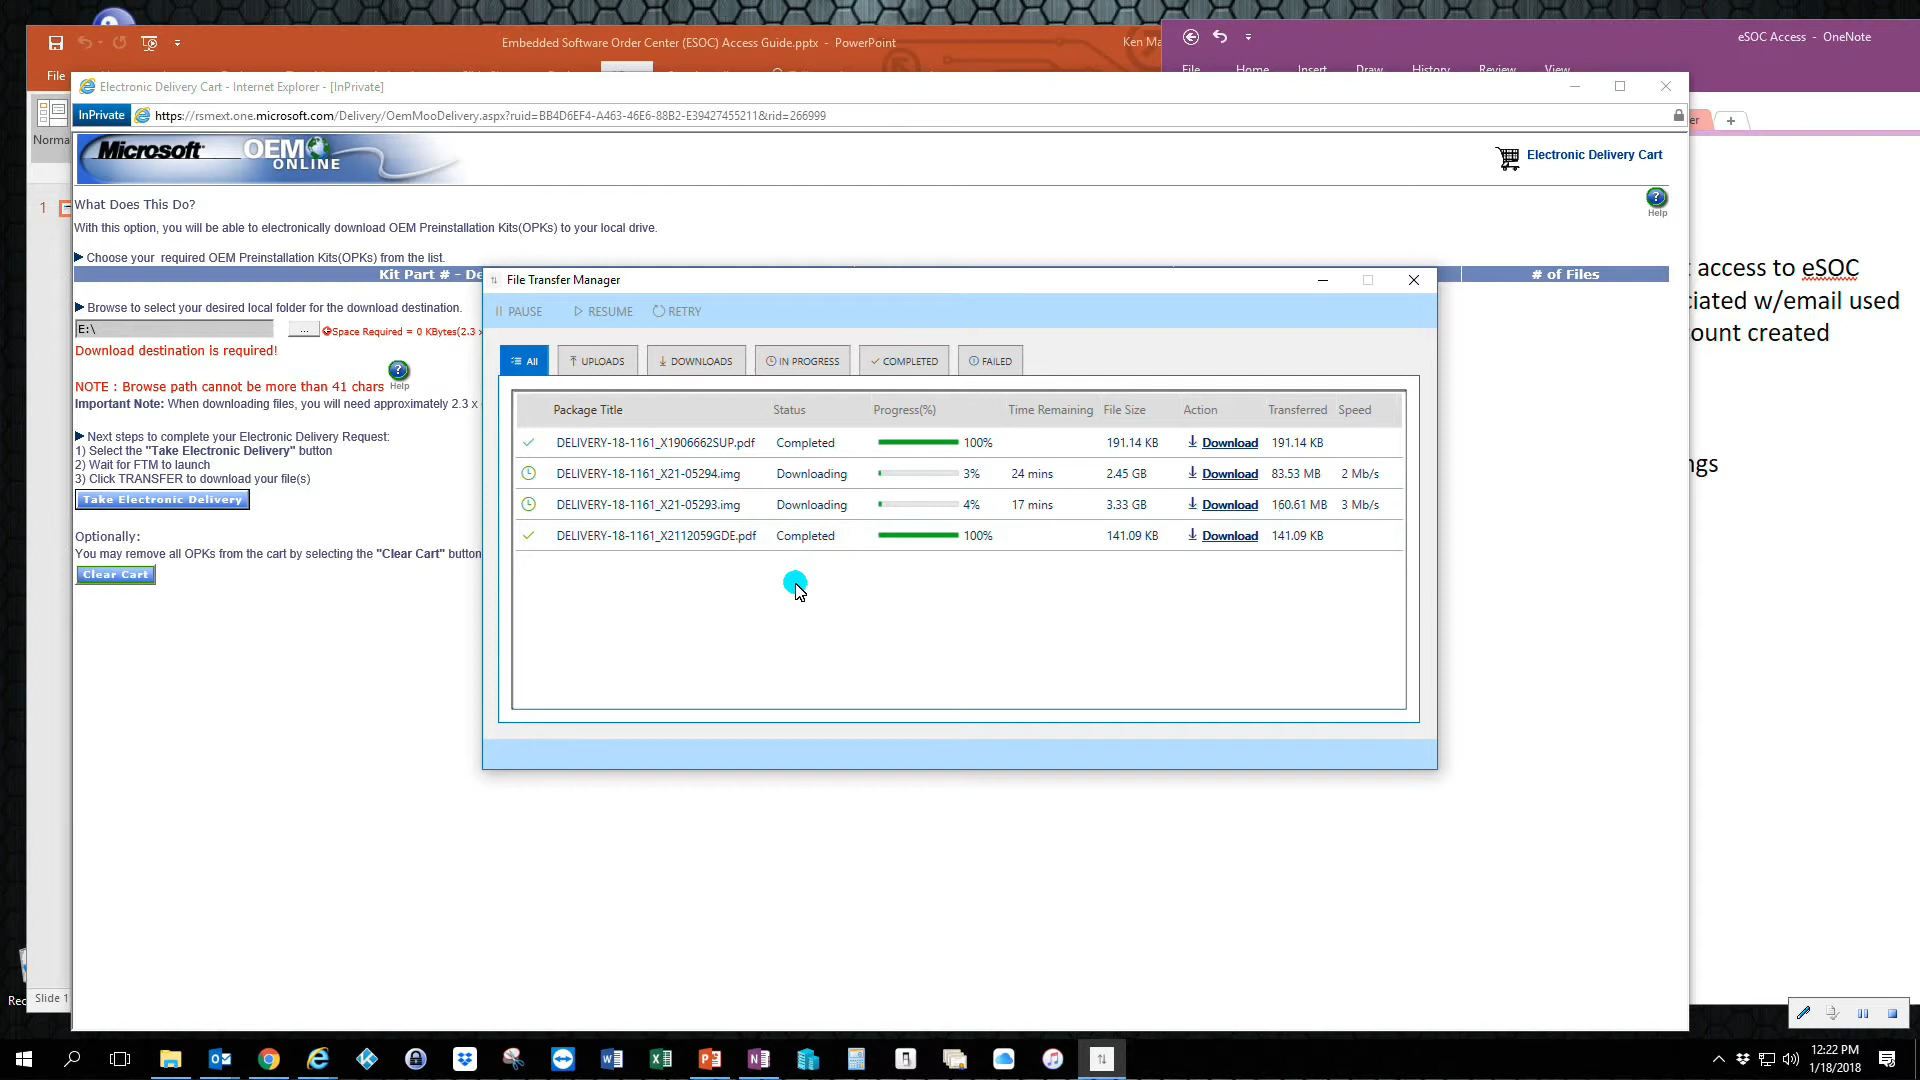 Embedded Software Order Center (ESOC) Access Guide.pptx - PowerPoint
Ken Ma
eSOC Access - OneNote
File
File
Home
Insert
Draw
History
Review
View
Electronic Delivery Cart - Internet Explorer - [InPrivate]
InPrivate
https://rsmext.one.microsoft.com/Delivery/OemMooDelivery.aspx?ruid=BB4D6EF4-A463-46E6-88B2-E39427455211&rid=266999
Norma
er
Microsoft OEM ONLINE
Electronic Delivery Cart
1
What Does This Do?
Help
With this option, you will be able to electronically download OEM Preinstallation Kits(OPKs) to your local drive.
Choose your required OEM Preinstallation Kits(OPKs) from the list.
Kit Part # - De
# of Files
access to eSOC
ciated w/email used
ount created
ngs
Browse to select your desired local folder for the download destination.
E:\
...
Space Required = 0 KBytes(2.3 x
Download destination is required!
NOTE : Browse path cannot be more than 41 chars
Help
Important Note: When downloading files, you will need approximately 2.3 x
Next steps to complete your Electronic Delivery Request:
1) Select the "Take Electronic Delivery" button
2) Wait for FTM to launch
3) Click TRANSFER to download your file(s)
Take Electronic Delivery
Optionally:
You may remove all OPKs from the cart by selecting the "Clear Cart" button
Clear Cart
File Transfer Manager
PAUSE
RESUME
RETRY
All
UPLOADS
DOWNLOADS
IN PROGRESS
COMPLETED
FAILED
Package Title Status Progress(%) Time Remaining File Size Action Transferred Speed
DELIVERY-18-1161_X1906662SUP.pdf Completed 100% 191.14 KB Download 191.14 KB
DELIVERY-18-1161_X21-05294.img Downloading 3% 24 mins 2.45 GB Download 83.53 MB 2 Mb/s
DELIVERY-18-1161_X21-05293.img Downloading 4% 17 mins 3.33 GB Download 160.61 MB 3 Mb/s
DELIVERY-18-1161_X2112059GDE.pdf Completed 100% 141.09 KB Download 141.09 KB
Rec
Slide 1
12:22 PM
1/18/2018